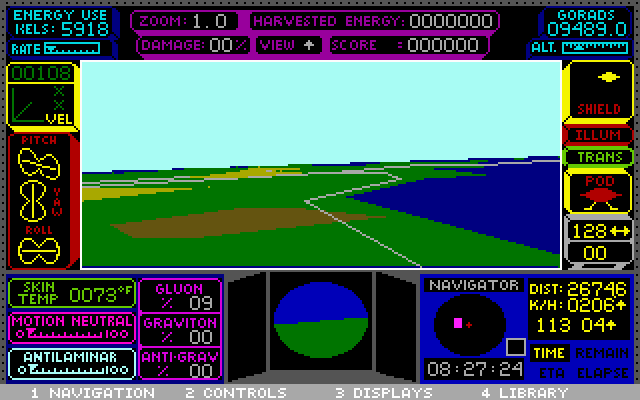 ENERGY USE
KELS: 5918
RATE
ZOOM: 1.0
HARVESTED ENERGY: 0000000
DAMAGE: 00%
VIEW
SCORE : 000000
GORADS
09489.0
ALT.
00108
X
X
VEL
PITCH
YAW
ROLL
SHIELD
ILLUM
TRANS
POD
128
00
SKIN TEMP 0073°F
MOTION NEUTRAL
0 100
ANTILAMINAR
0 100
GLUON
% 09
GRAVITON
% 00
ANTI-GRAV
% 00
NAVIGATOR
08:27:24
DIST: 26746
K/H: 0206
113 04
TIME REMAIN
ETA ELAPSE
1 NAVIGATION 2 CONTROLS 3 DISPLAYS 4 LIBRARY